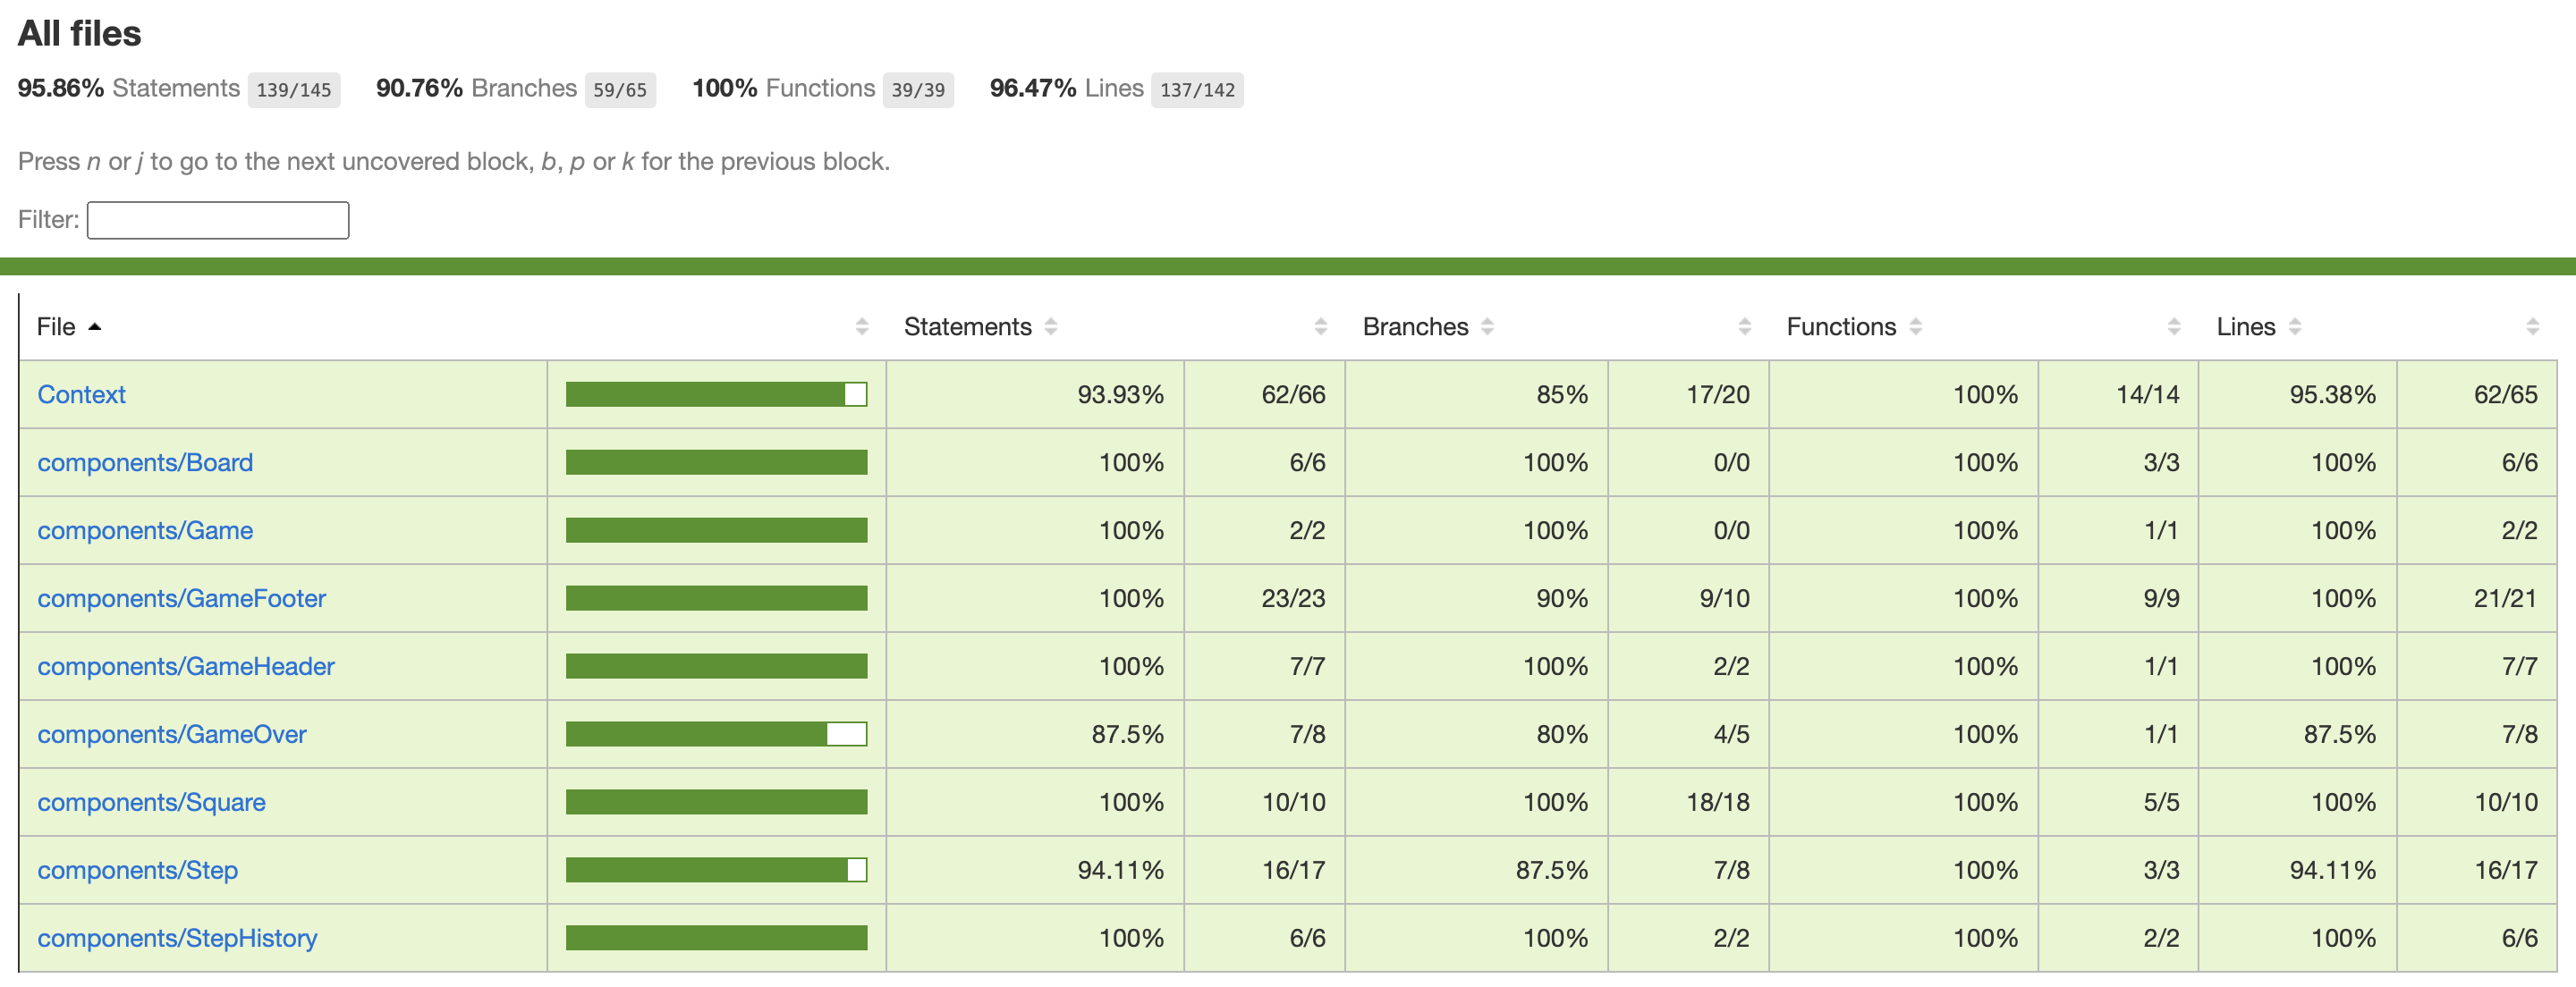 All files
95.86% Statements 139/145 90.76% Branches 59/65 100% Functions 39/39 96.47% Lines 137/142
Press n or j to go to the next uncovered block, b, p or k for the previous block.
Filter:
File Statements Branches Functions Lines
Context 93.93% 62/66 85% 17/20 100% 14/14 95.38% 62/65
components/Board 100% 6/6 100% 0/0 100% 3/3 100% 6/6
components/Game 100% 2/2 100% 0/0 100% 1/1 100% 2/2
components/GameFooter 100% 23/23 90% 9/10 100% 9/9 100% 21/21
components/GameHeader 100% 7/7 100% 2/2 100% 1/1 100% 7/7
components/GameOver 87.5% 7/8 80% 4/5 100% 1/1 87.5% 7/8
components/Square 100% 10/10 100% 18/18 100% 5/5 100% 10/10
components/Step 94.11% 16/17 87.5% 7/8 100% 3/3 94.11% 16/17
components/StepHistory 100% 6/6 100% 2/2 100% 2/2 100% 6/6